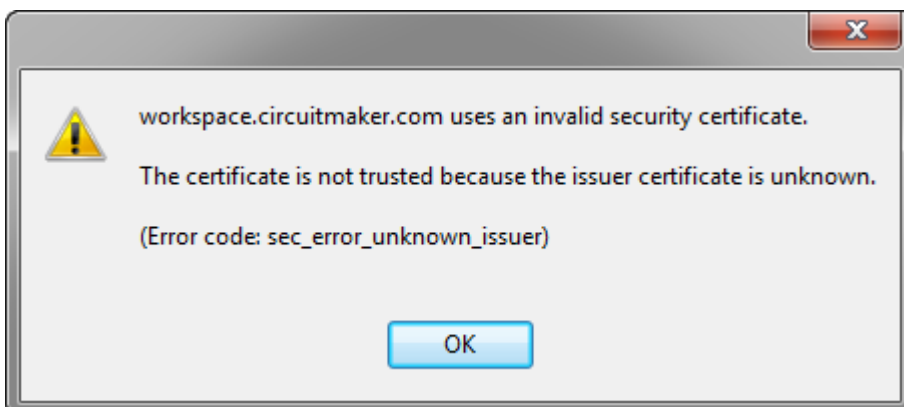 workspace.circuitmaker.com uses an invalid security certificate.
The certificate is not trusted because the issuer certificate is unknown.
(Error code: sec_error_unknown_issuer)
OK